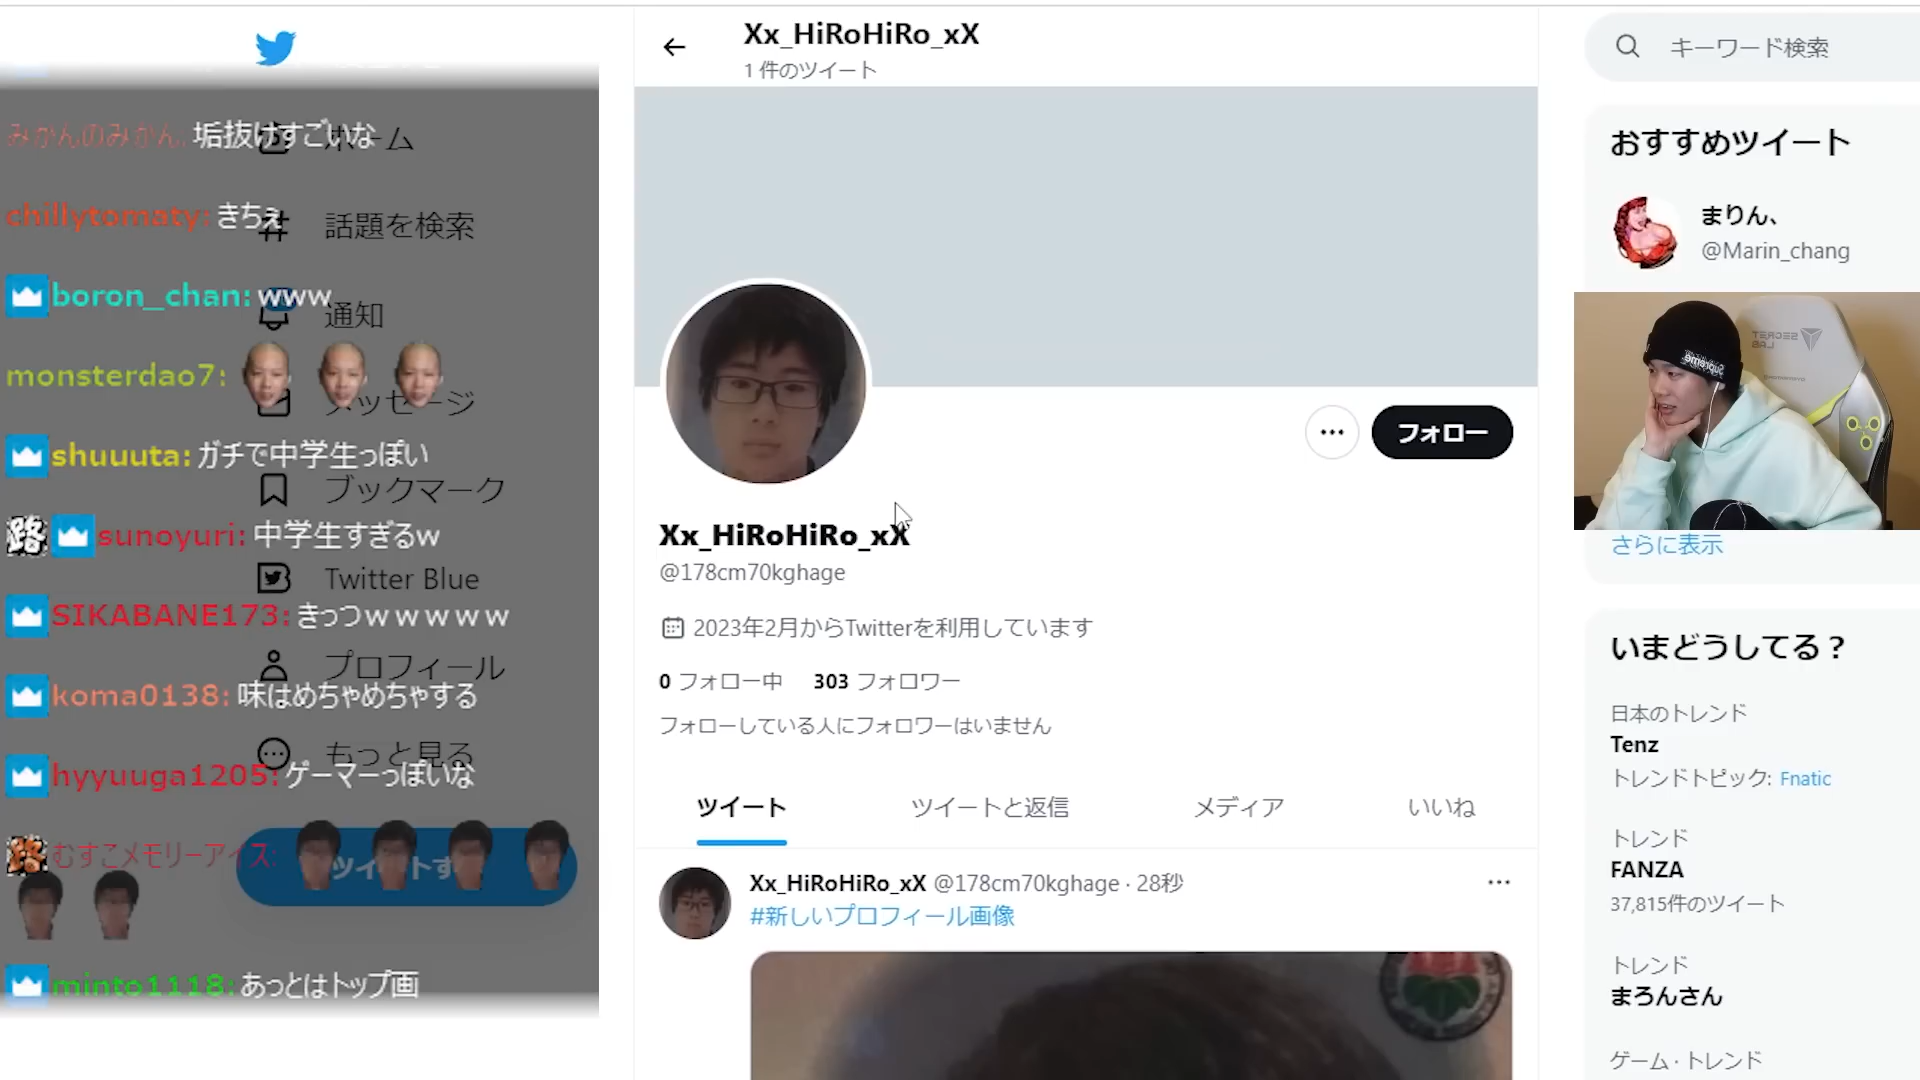 みかんのみかん: 垢抜けすごいな
ホーム
chillytomaty: きちぇ
話題を検索
boron_chan: www
通知
monsterdao7:
メッセージ
shuuuta: ガチで中学生っぽい
ブックマーク
路 sunoyuri: 中学生すぎるw
Twitter Blue
SIKABANE173: きっつwwwww
プロフィール
koma0138: 味はめちゃめちゃする
もっと見る
hyyuuga1205: ゲーマーっぽいな
路 むすこメモリーアイス:
ツイートす
minto1118: あっとはトップ画
Xx_HiRoHiRo_xX
1 件のツイート
フォロー
Xx_HiRoHiRo_xX
@178cm70kghage
2023年2月からTwitterを利用しています
0 フォロー中 303 フォロワー
フォローしている人にフォロワーはいません
ツイート ツイートと返信 メディア いいね
Xx_HiRoHiRo_xX @178cm70kghage · 28秒
#新しいプロフィール画像
キーワード検索
おすすめツイート
まりん、
@Marin_chang
SECRET
LAB
Supreme
さらに表示
いまどうしてる？
日本のトレンド
Tenz
トレンドトピック: Fnatic
トレンド
FANZA
37,815件のツイート
トレンド
まろんさん
ゲーム · トレンド